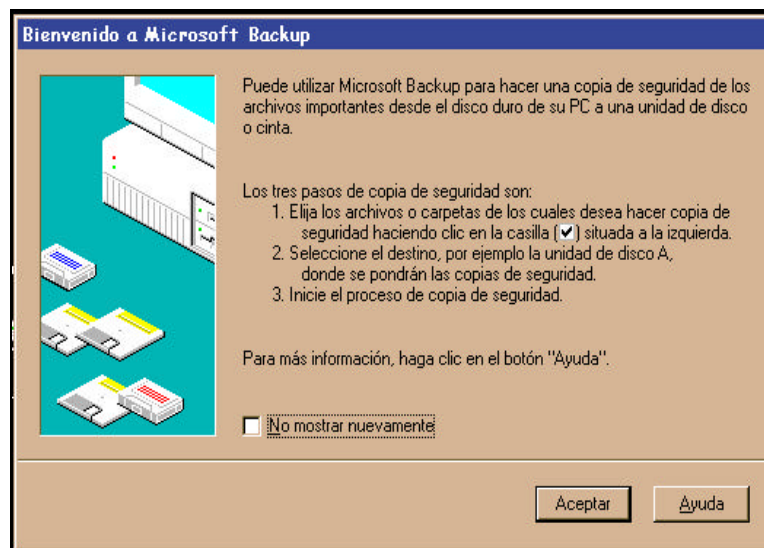 Bienvenido a Microsoft Backup
Puede utilizar Microsoft Backup para hacer una copia de seguridad de los
archivos importantes desde el disco duro de su PC a una unidad de disco
o cinta.
Los tres pasos de copia de seguridad son:
1. Elija los archivos o carpetas de los cuales desea hacer copia de
seguridad haciendo clic en la casilla (✔) situada a la izquierda.
2. Seleccione el destino, por ejemplo la unidad de disco A,
donde se pondrán las copias de seguridad.
3. Inicie el proceso de copia de seguridad.
Para más información, haga clic en el botón "Ayuda".
No mostrar nuevamente
Aceptar
Ayuda